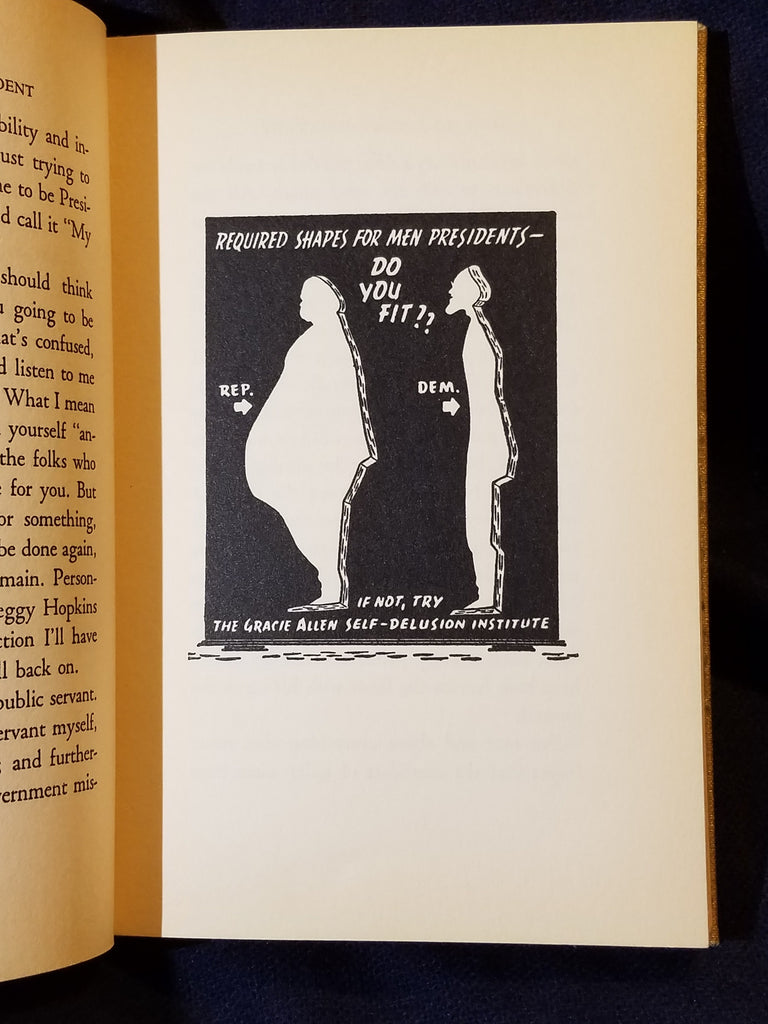 DENT
bility and in-
ust trying to
e to be Presi-
d call it "My
should think
u going to be
at's confused,
d listen to me
What I mean
yourself "an-
the folks who
e for you. But
or something,
be done again,
main. Person-
eggy Hopkins
ction I'll have
ll back on.
public servant.
ervant myself,
; and further-
vernment mis-
REQUIRED SHAPES FOR MEN PRESIDENTS—
DO
YOU
FIT??
REP.
DEM.
IF NOT, TRY
THE GRACIE ALLEN SELF-DELUSION INSTITUTE